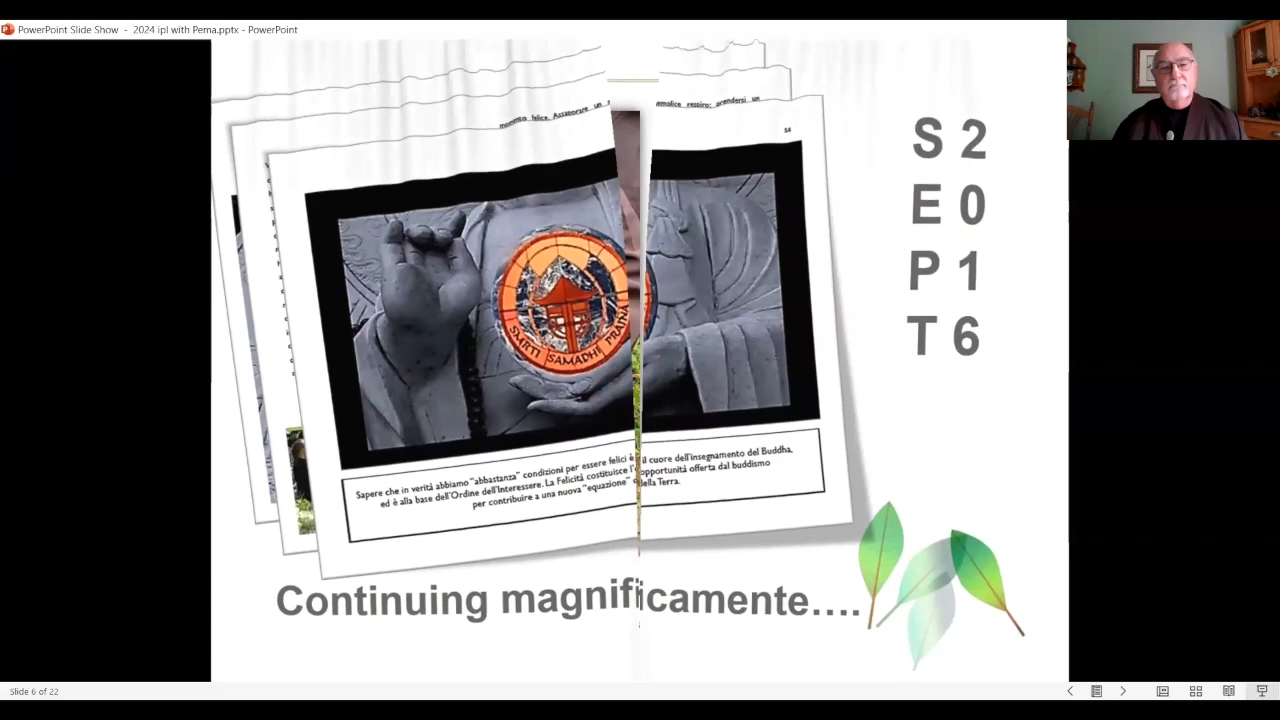 PowerPoint Slide Show - 2024 ipl with Pema.pptx - PowerPoint
momento felice. Assaporare un
semplice respiro; prendersi un
14
S 2
E 0
P 1
T 6
SMRTI SAMADHI PRAJNA
Sapere che in verità abbiamo "abbastanza" condizioni per essere felici è il cuore dell'insegnamento del Buddha,
ed è alla base dell'Ordine dell'Interessere. La Felicità costituisce l'opportunità offerta dal buddismo
per contribuire a una nuova "equazione" della Terra.
Continuing magnificamente....
Slide 6 of 22